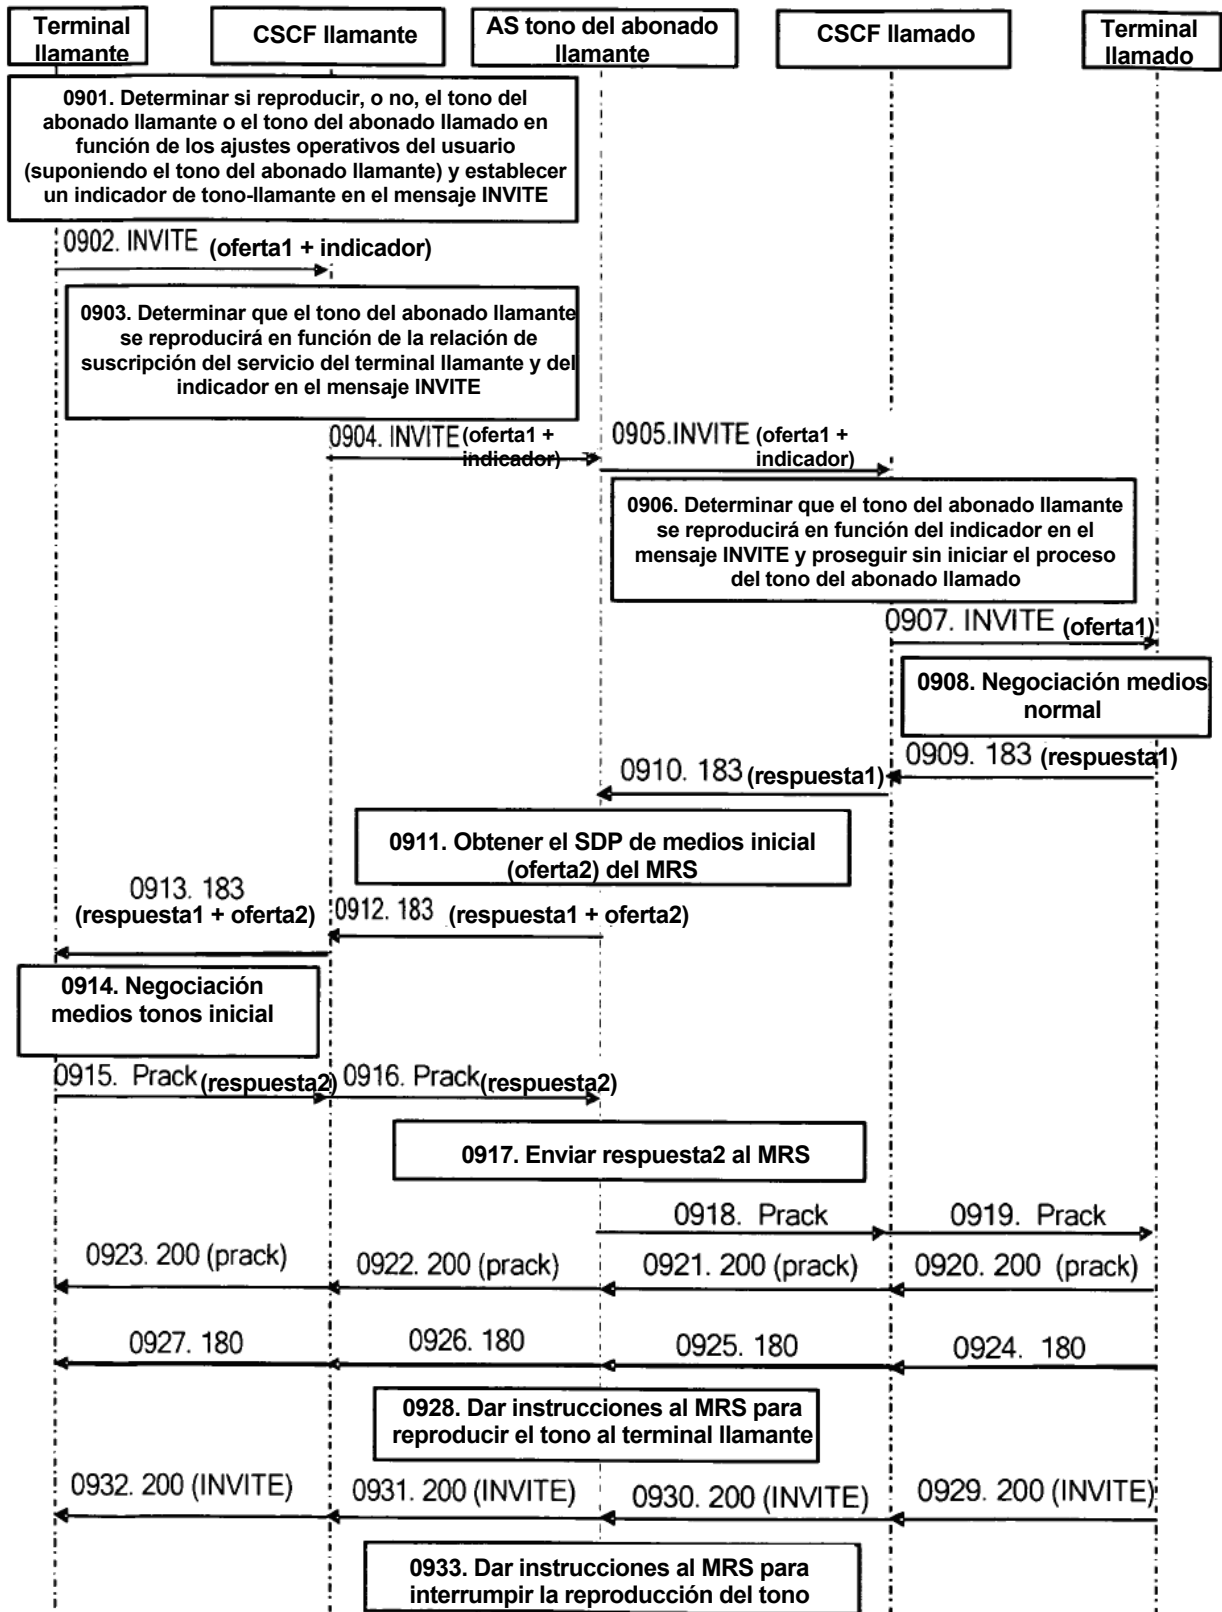 Terminal
llamante
CSCF llamante
AS tono del abonado
llamante
CSCF llamado
Terminal
llamado
0901. Determinar si reproducir, o no, el tono del
abonado llamante o el tono del abonado llamado en
función de los ajustes operativos del usuario
(suponiendo el tono del abonado llamante) y establecer
un indicador de tono-llamante en el mensaje INVITE
0902. INVITE (oferta1 + indicador)
0903. Determinar que el tono del abonado llamante
se reproducirá en función de la relación de
suscripción del servicio del terminal llamante y del
indicador en el mensaje INVITE
0904. INVITE (oferta1 +
indicador)
0905.INVITE (oferta1 +
indicador)
0906. Determinar que el tono del abonado llamante
se reproducirá en función del indicador en el
mensaje INVITE y proseguir sin iniciar el proceso
del tono del abonado llamado
0907. INVITE (oferta1)
0908. Negociación medios
normal
0909. 183 (respuesta1)
0910. 183 (respuesta1)
0911. Obtener el SDP de medios inicial
(oferta2) del MRS
0913. 183
(respuesta1 + oferta2)
0912. 183 (respuesta1 + oferta2)
0914. Negociación
medios tonos inicial
0915. Prack (respuesta2)
0916. Prack (respuesta2)
0917. Enviar respuesta2 al MRS
0918. Prack
0919. Prack
0923. 200 (prack)
0922. 200 (prack)
0921. 200 (prack)
0920. 200 (prack)
0927. 180
0926. 180
0925. 180
0924. 180
0928. Dar instrucciones al MRS para
reproducir el tono al terminal llamante
0932. 200 (INVITE)
0931. 200 (INVITE)
0930. 200 (INVITE)
0929. 200 (INVITE)
0933. Dar instrucciones al MRS para
interrumpir la reproducción del tono